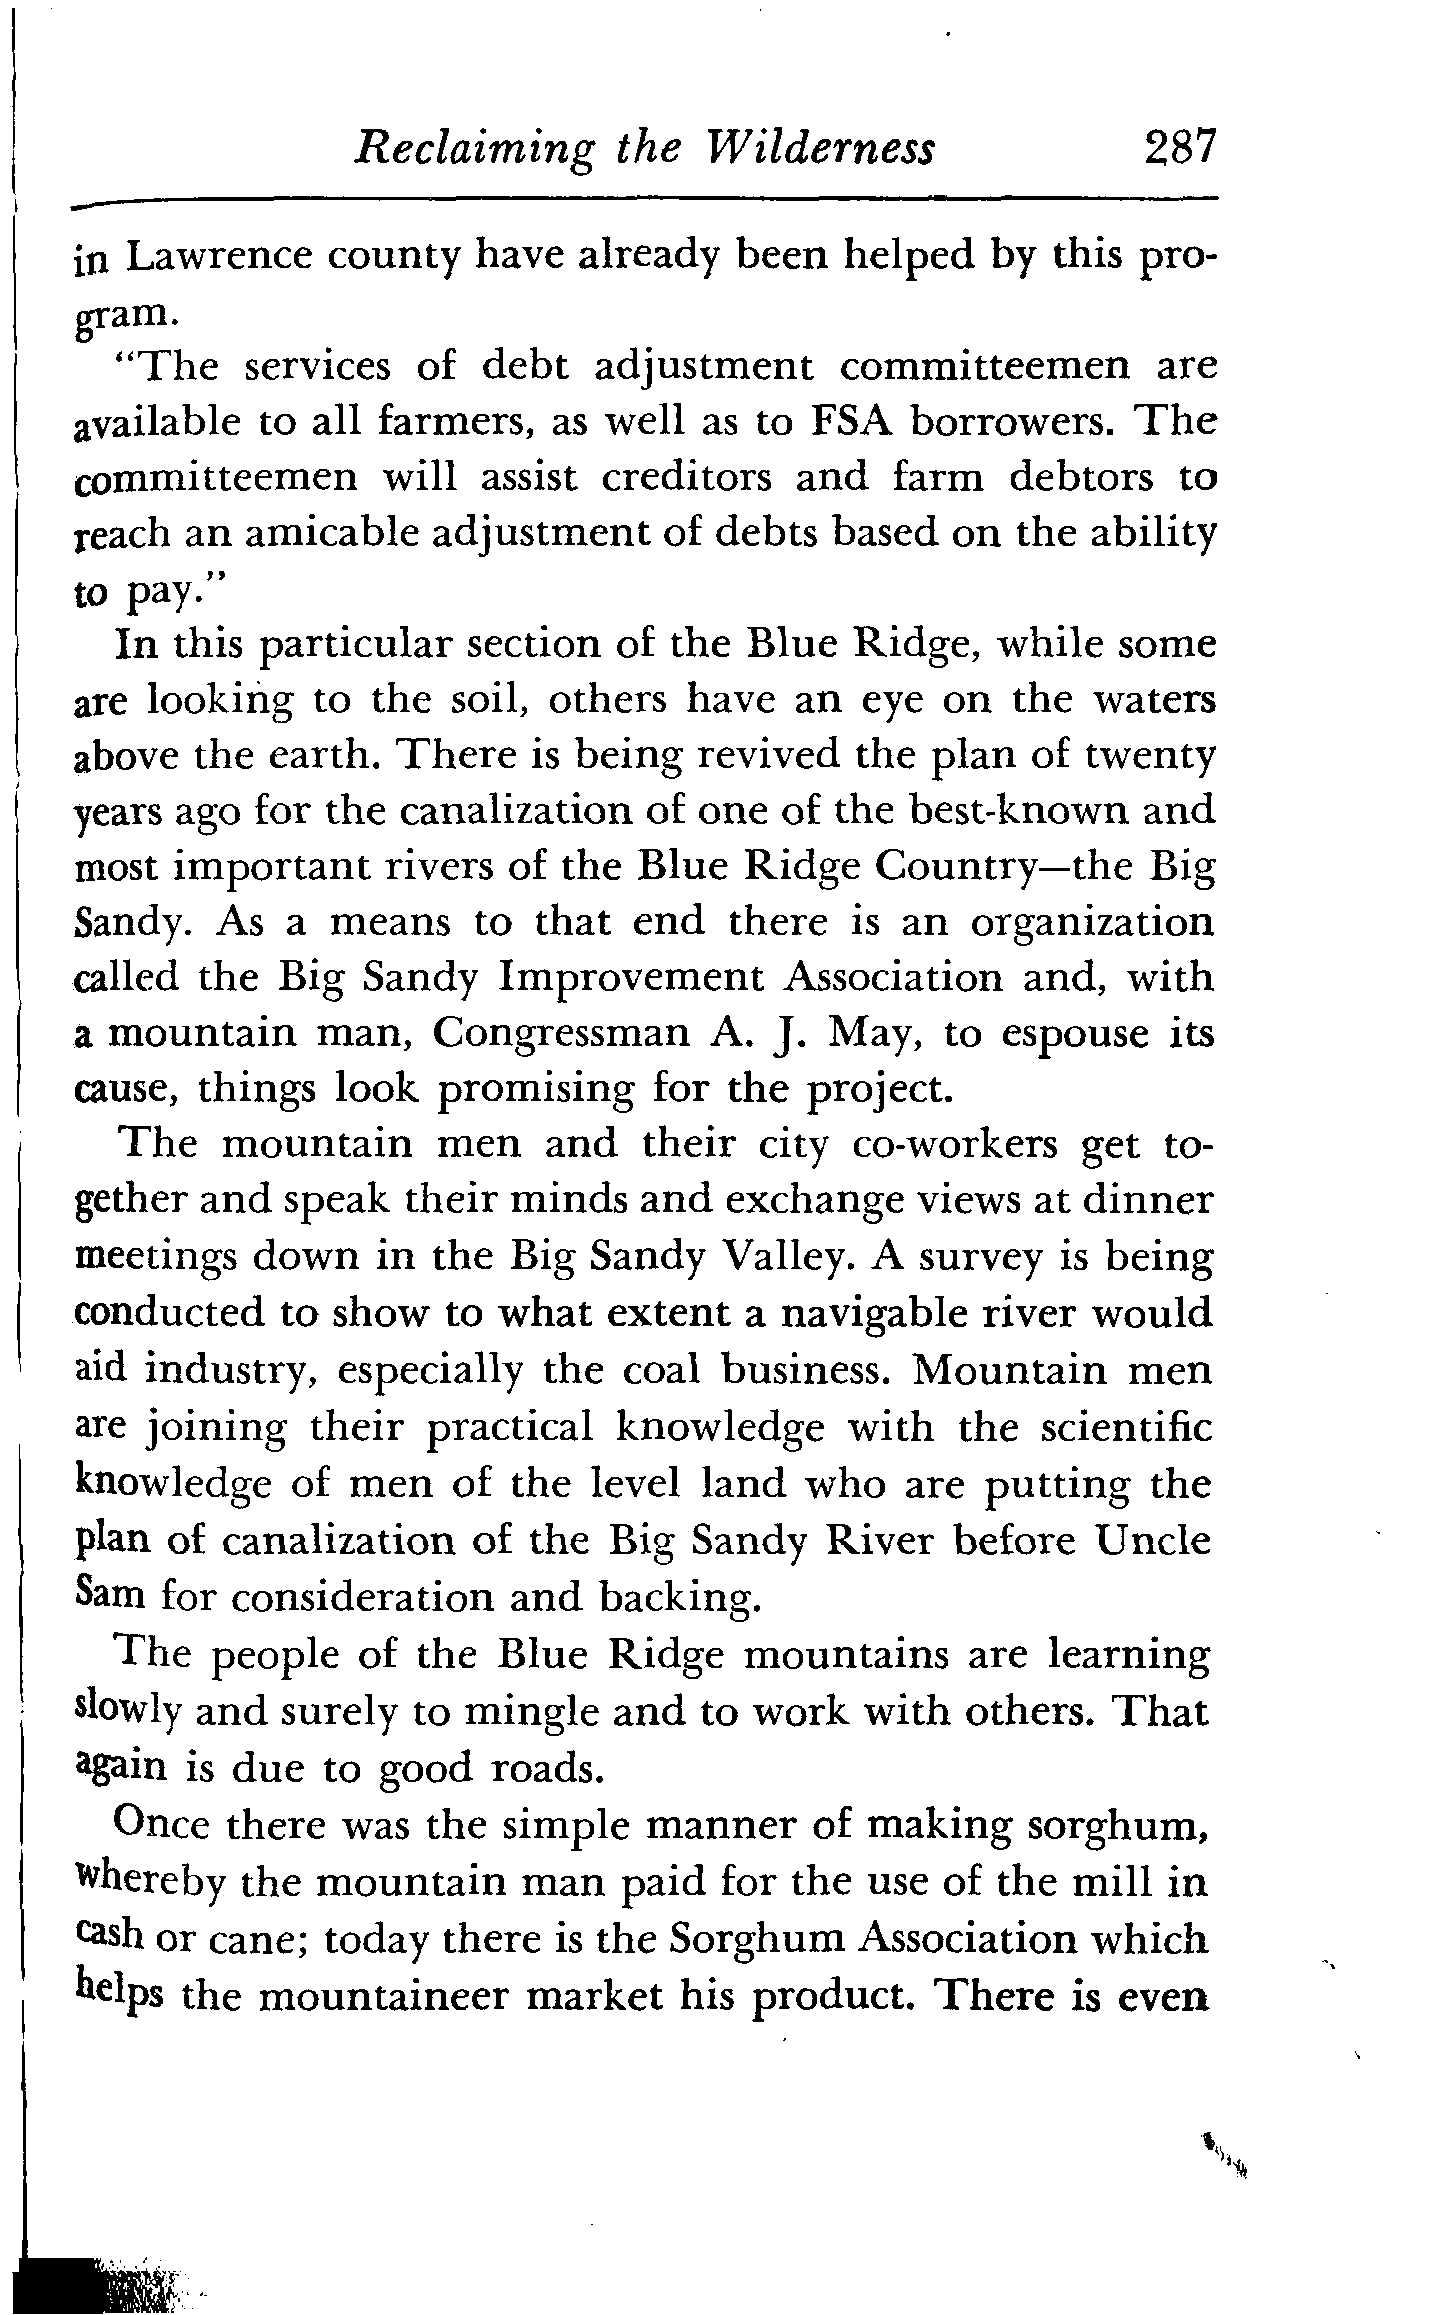 Reclaiming the Wilderness 287
in Lawrence county have already been helped by this pro-
gram.
"The services of debt adjustment committeemen are
available to all farmers, as well as to FSA borrowers. The
committeemen will assist creditors and farm debtors to
reach an amicable adjustment of debts based on the ability
to pay."
In this particular section of the Blue Ridge, while some
are looking to the soil, others have an eye on the waters
above the earth. There is being revived the plan of twenty
years ago for the canalization of one of the best-known and
most important rivers of the Blue Ridge Country—the Big
Sandy. As a means to that end there is an organization
called the Big Sandy Improvement Association and, with
a mountain man, Congressman A. J. May, to espouse its
cause, things look promising for the project.
The mountain men and their city co-workers get to-
gether and speak their minds and exchange views at dinner
meetings down in the Big Sandy Valley. A survey is being
conducted to show to what extent a navigable river would
aid industry, especially the coal business. Mountain men
are joining their practical knowledge with the scientific
knowledge of men of the level land who are putting the
plan of canalization of the Big Sandy River before Uncle
Sam for consideration and backing.
The people of the Blue Ridge mountains are learning
slowly and surely to mingle and to work with others. That
again is due to good roads.
Once there was the simple manner of making sorghum,
whereby the mountain man paid for the use of the mill in
cash or cane; today there is the Sorghum Association which
helps the mountaineer market his product. There is even